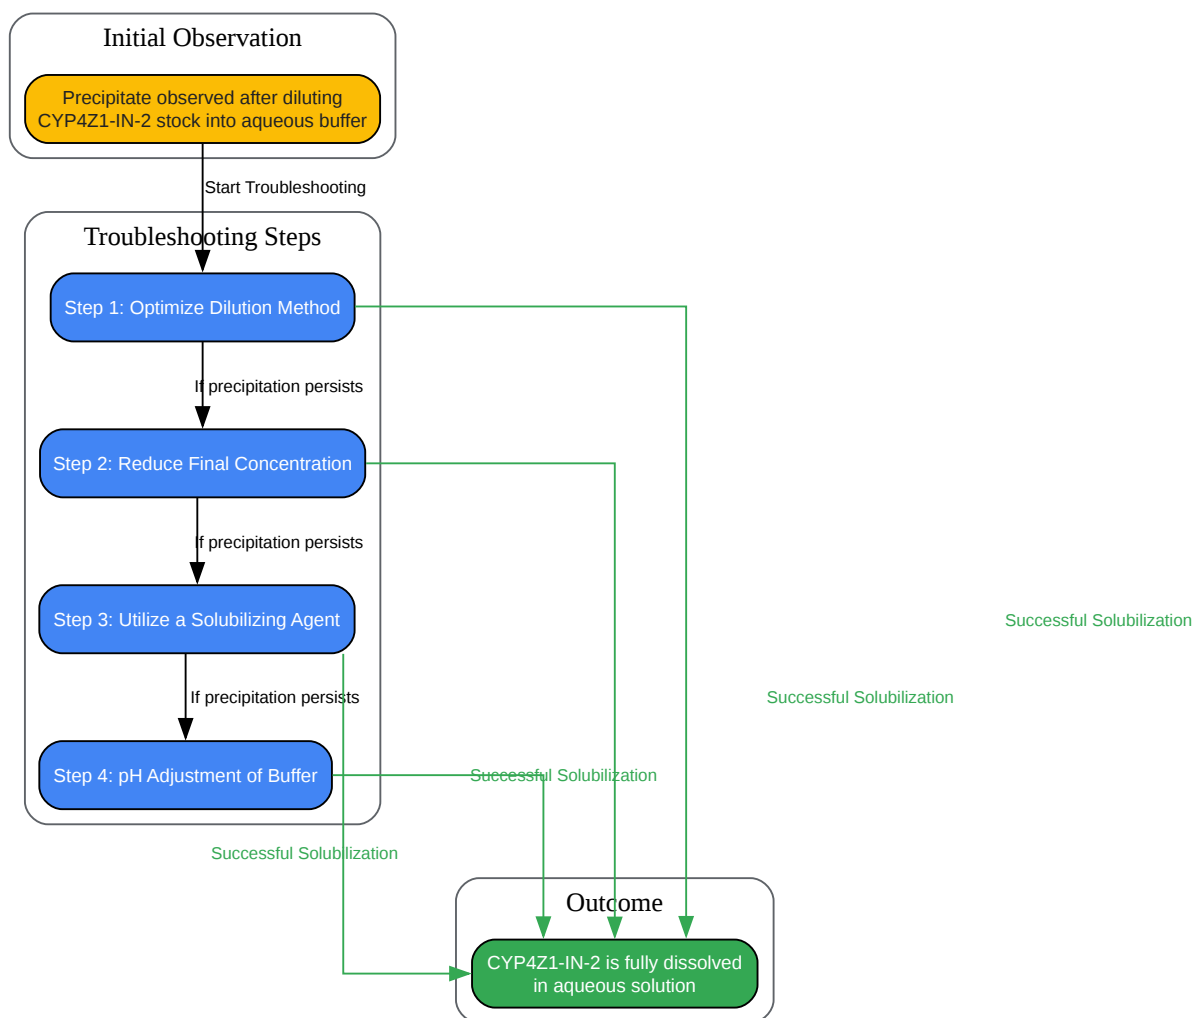 Initial Observation
Precipitate observed after diluting
CYP4Z1-IN-2 stock into aqueous buffer
Start Troubleshooting
Troubleshooting Steps
Step 1: Optimize Dilution Method
If precipitation persists
Step 2: Reduce Final Concentration
If precipitation persists
Step 3: Utilize a Solubilizing Agent
Successful Solubilization
If precipitation persists
Successful Solubilization
Step 4: pH Adjustment of Buffer
Successful Solubilization
Successful Solubilization
Outcome
CYP4Z1-IN-2 is fully dissolved
in aqueous solution